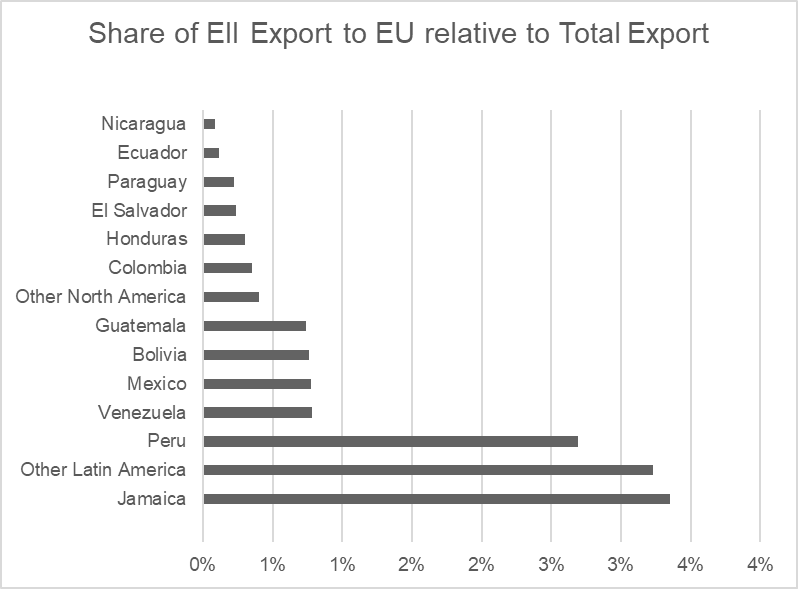 Share of EII Export to EU relative to Total Export
Nicaragua
Ecuador
Paraguay
El Salvador
Honduras
Colombia
Other North America
Guatemala
Bolivia
Mexico
Venezuela
Peru
Other Latin America
Jamaica
0% 1% 1% 2% 2% 3% 3% 4% 4%